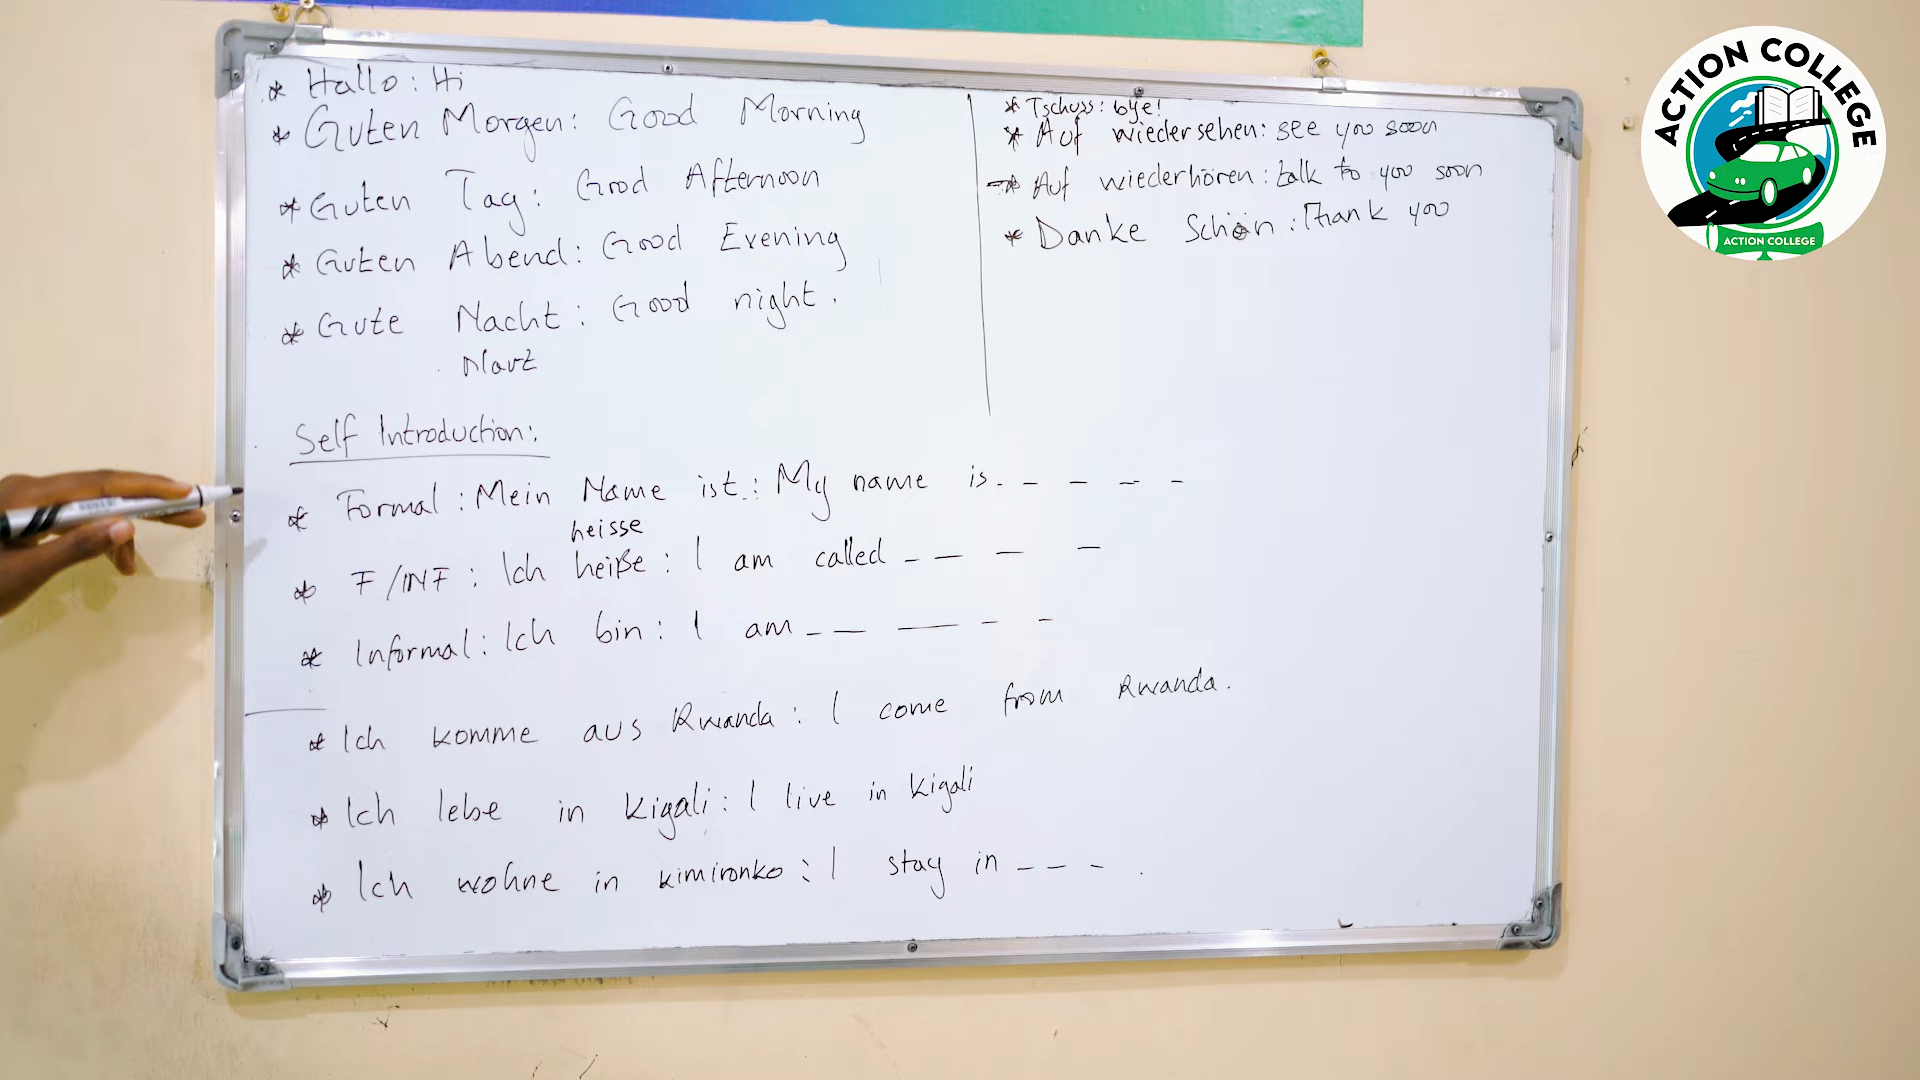 * Hallo : Hi
* Guten Morgen : Good Morning
* Guten Tag : Good Afternoon
* Guten Abend : Good Evening
* Gute Nacht : Good night .
* Tschuss : bye!
* Auf wiedersehen : see you soon
* Auf wiederhören : talk to you soon
* Danke Schön : Thank you
Self Introduction :
* Formal : Mein Name ist : My name is - - - - -
heisse
* F/INF : Ich heiße : I am called - - - -
* Informal : Ich bin : I am - - - - -
* Ich komme aus Rwanda : I come from Rwanda .
* Ich lebe in Kigali : I live in Kigali
* Ich wohne in kimironko : I stay in - - - .
ACTION COLLEGE
ACTION COLLEGE